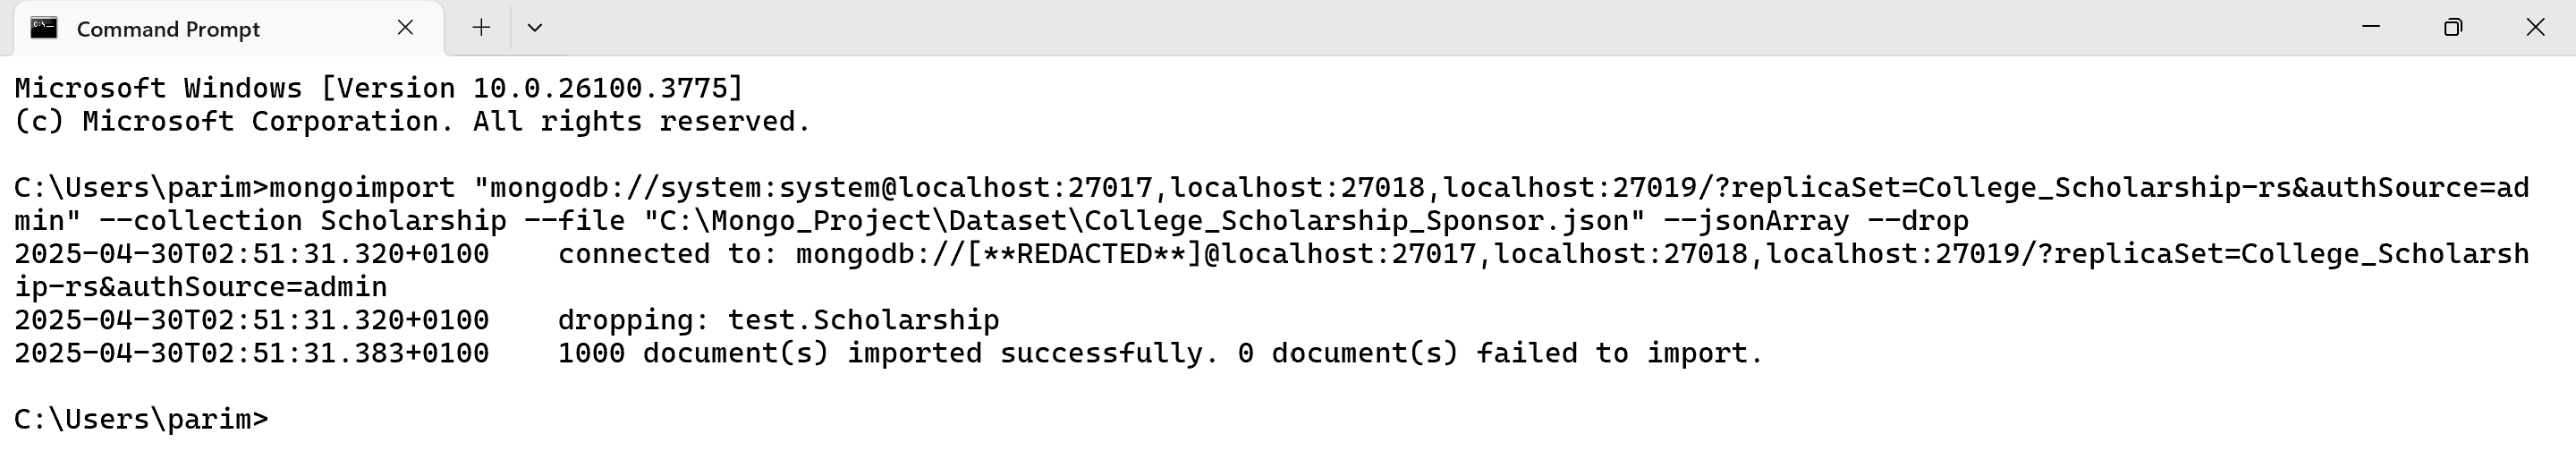 Command Prompt
Microsoft Windows [Version 10.0.26100.3775]
(c) Microsoft Corporation. All rights reserved.
C:\Users\parim>mongoimport "mongodb://system:system@localhost:27017,localhost:27018,localhost:27019/?replicaSet=College_Scholarship-rs&authSource=ad
min" --collection Scholarship --file "C:\Mongo_Project\Dataset\College_Scholarship_Sponsor.json" --jsonArray --drop
2025-04-30T02:51:31.320+0100    connected to: mongodb://[**REDACTED**]@localhost:27017,localhost:27018,localhost:27019/?replicaSet=College_Scholarsh
ip-rs&authSource=admin
2025-04-30T02:51:31.320+0100    dropping: test.Scholarship
2025-04-30T02:51:31.383+0100    1000 document(s) imported successfully. 0 document(s) failed to import.
C:\Users\parim>